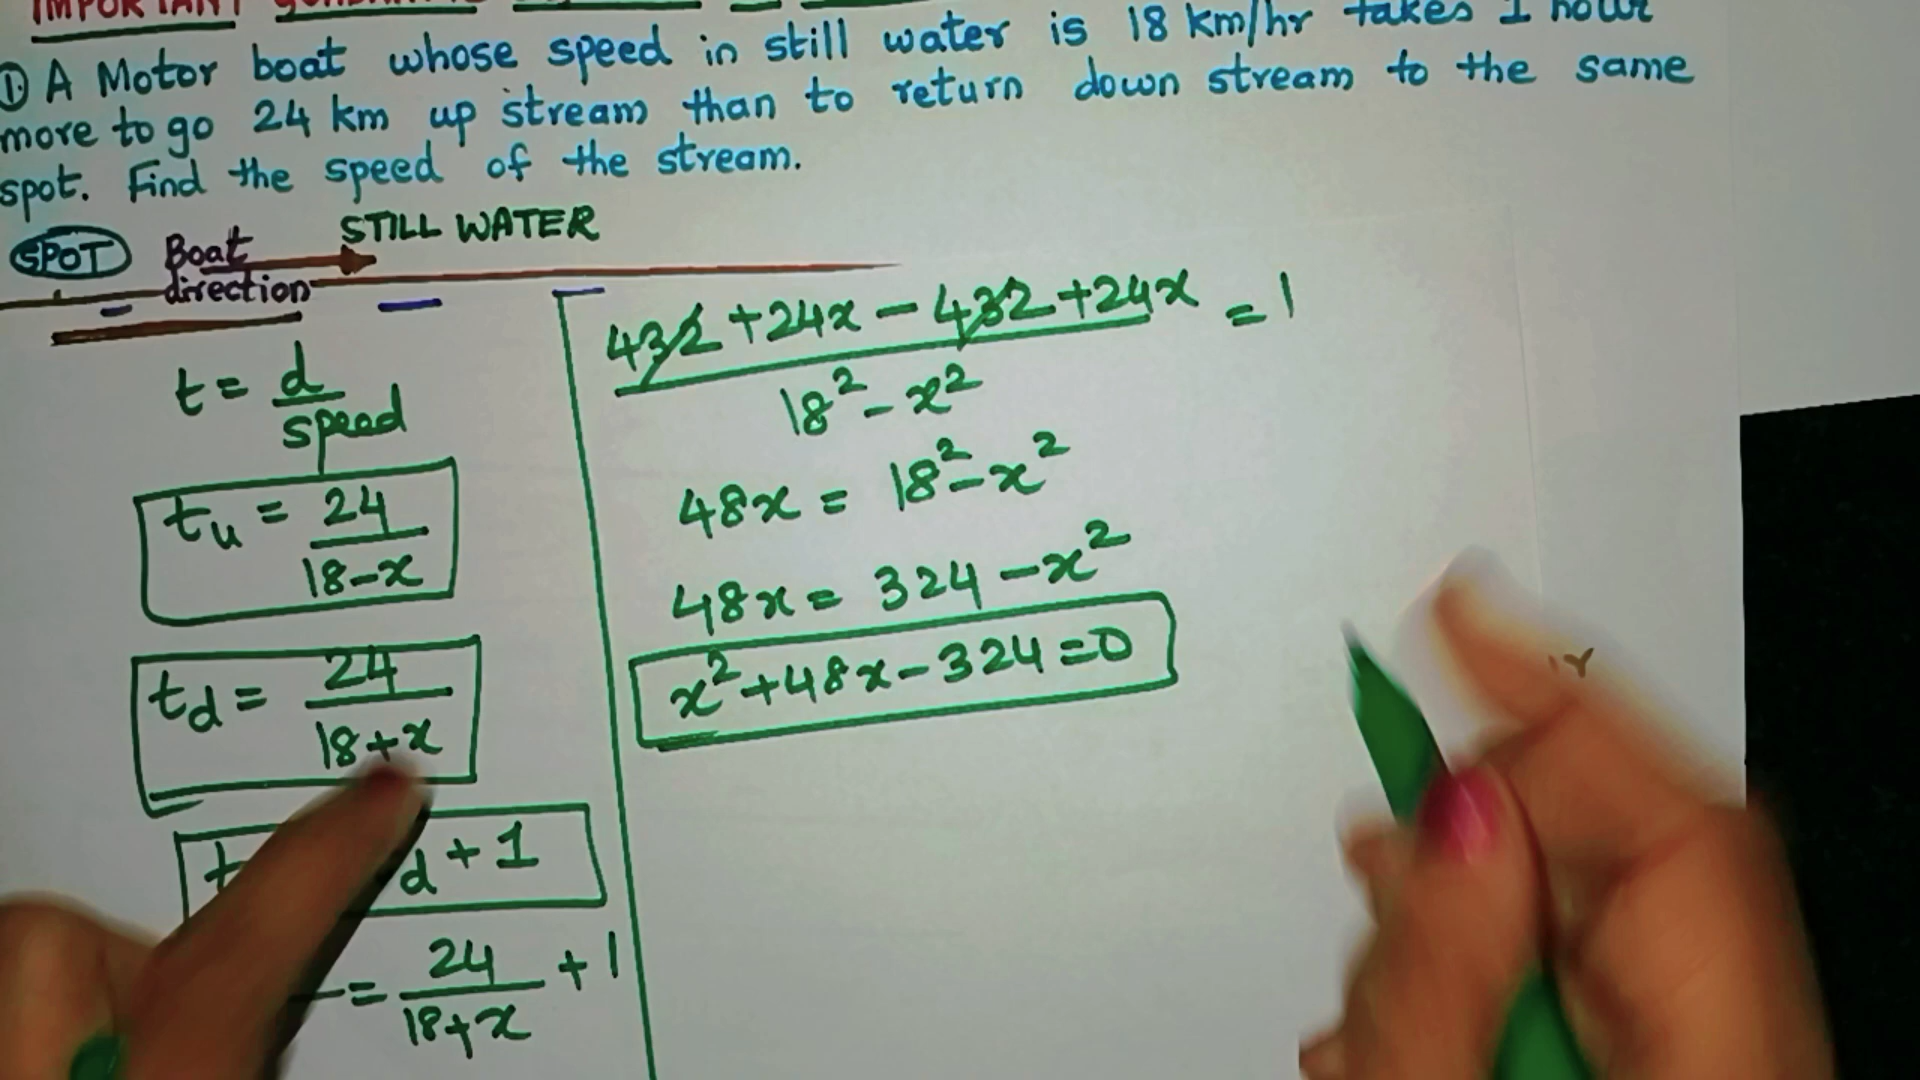 IMPORTANT
① A Motor boat whose speed in still water is 18 km/hr takes 1 hour
more to go 24 km up stream than to return down stream to the same
spot. Find the speed of the stream.
SPOT Boat direction STILL WATER
t = d/speed
t_u = 24/(18-x)
t_d = 24/(18+x)
d + 1
= 24/(18+x) + 1
(432 + 24x - 432 + 24x)/(18² - x²) = 1
48x = 18² - x²
48x = 324 - x²
x² + 48x - 324 = 0